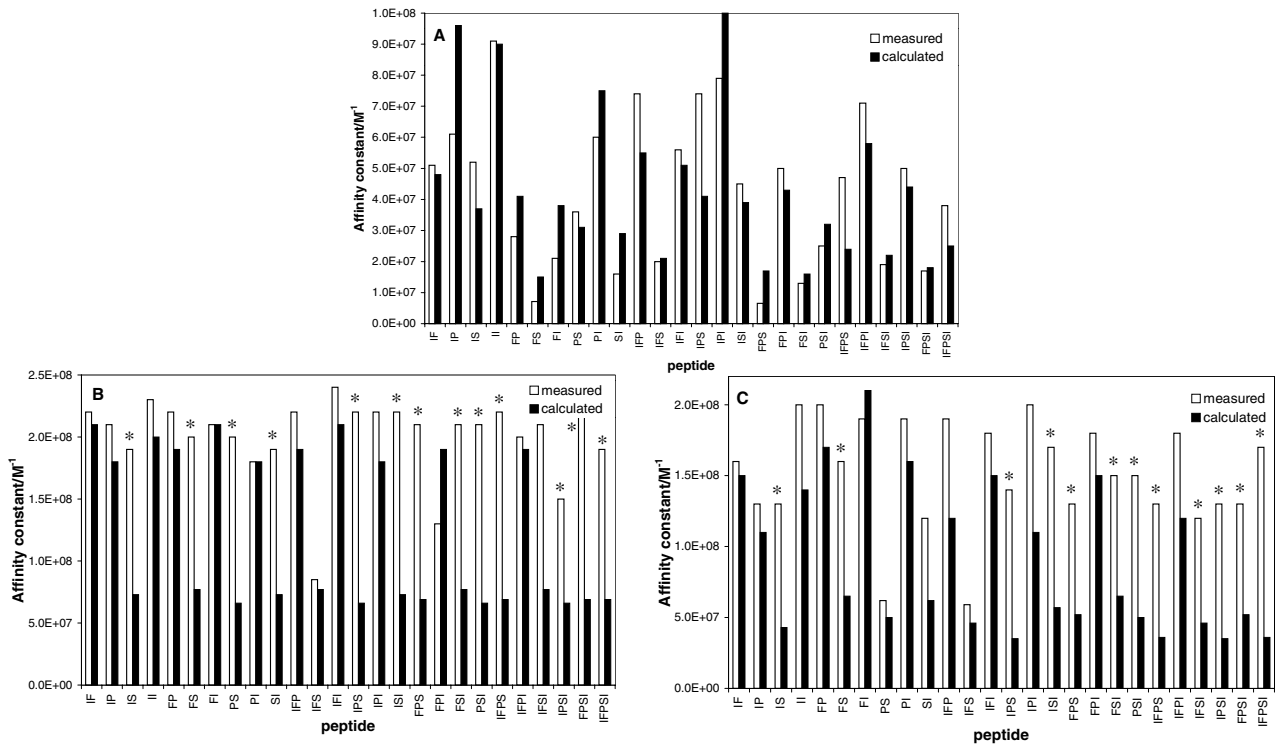 A
measured
calculated
Affinity constant/M-1
1.0E+08
9.0E+07
8.0E+07
7.0E+07
6.0E+07
5.0E+07
4.0E+07
3.0E+07
2.0E+07
1.0E+07
0.0E+00
IF IP IS II FP FS FI PS PI SI IFP IFS IFI IPS IPI ISI FPS FPI FSI PSI IFPS IFPI IFSI IPSI FPSI IFPSI
peptide
B
measured
calculated
Affinity constant/M-1
2.5E+08
2.0E+08
1.5E+08
1.0E+08
5.0E+07
0.0E+00
* * * * * * * * * * * * *
IF IP IS II FP FS FI PS PI SI IFP IFS IFI IPS IPI ISI FPS FPI FSI PSI IFPS IFPI IFSI IPSI FPSI IFPSI
peptide
C
measured
calculated
Affinity constant/M-1
2.0E+08
1.5E+08
1.0E+08
5.0E+07
0.0E+00
* * * * * * * * * * * *
IF IP IS II FP FS FI PS PI SI IFP IFS IFI IPS IPI ISI FPS FPI FSI PSI IFPS IFPI IFSI IPSI FPSI IFPSI
peptide